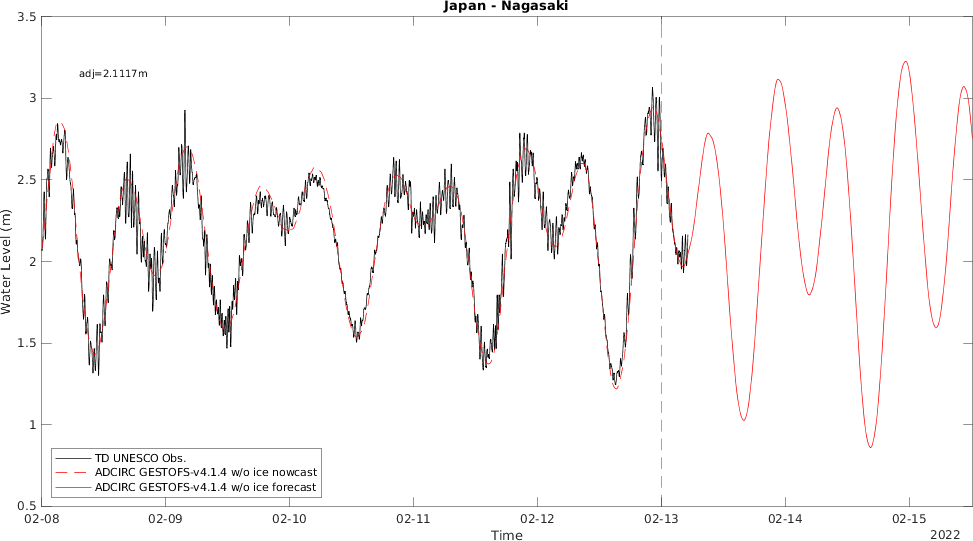 Japan - Nagasaki
adj=2.1117m
3.5
3
2.5
2
1.5
1
0.5
Water Level (m)
TD UNESCO Obs.
ADCIRC GESTOFS-v4.1.4 w/o ice nowcast
ADCIRC GESTOFS-v4.1.4 w/o ice forecast
02-08 02-09 02-10 02-11 02-12 02-13 02-14 02-15
Time
2022